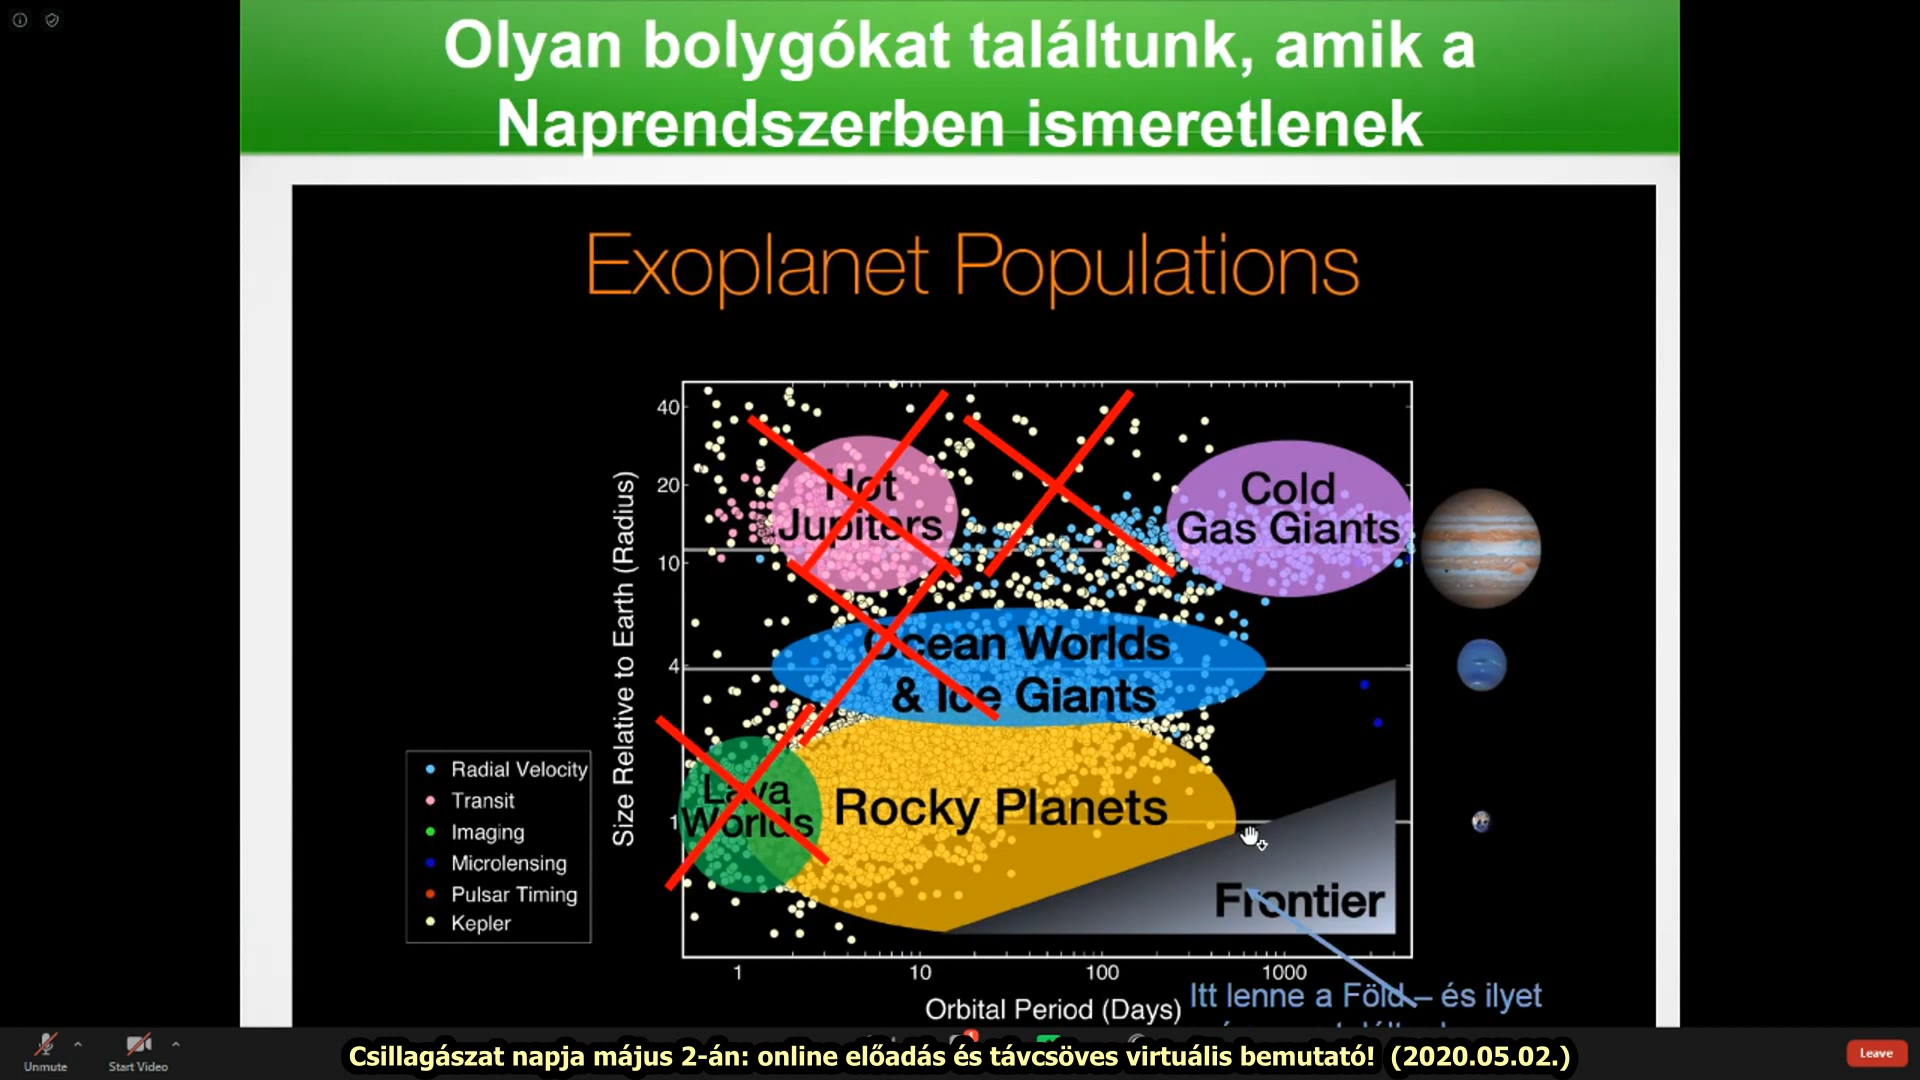 Olyan bolygókat találtunk, amik a
Naprendszerben ismeretlenek
Exoplanet Populations
40
20
10
4
1
Size Relative to Earth (Radius)
Hot
Jupiters
Cold
Gas Giants
Ocean Worlds
& Ice Giants
Lava
Worlds
Rocky Planets
Frontier
Radial Velocity
Transit
Imaging
Microlensing
Pulsar Timing
Kepler
1
10
100
1000
Orbital Period (Days)
Itt lenne a Föld – és ilyet
Unmute
Start Video
Csillagászat napja május 2-án: online előadás és távcsöves virtuális bemutató! (2020.05.02.)
Leave